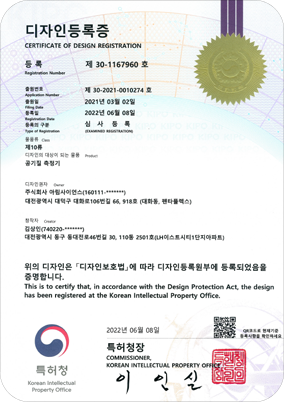 디자인등록증
CERTIFICATE OF DESIGN REGISTRATION
등 록 제 30-1167960 호
Registration Number
출원번호 제 30-2021-0010274 호
Application Number
출원일 2021년 03월 02일
Filing Date
등록일 2022년 06월 08일
Registration Date
등록의 구분 심 사 등 록
Type of Registration (EXAMINED REGISTRATION)
물품류 Class
제10류
디자인의 대상이 되는 물품 Product
공기질 측정기
디자인권자 Owner
주식회사 아림사이언스(160111-*******)
대전광역시 대덕구 대화로106번길 66, 918호 (대화동, 펜타플렉스)
창작자 Creator
김상인(740220-*******)
대전광역시 동구 동대전로46번길 30, 110동 2501호(LH이스트시티1단지아파트)
위의 디자인은 「디자인보호법」에 따라 디자인등록원부에 등록되었음을
증명합니다.
This is to certify that, in accordance with the Design Protection Act, the design
has been registered at the Korean Intellectual Property Office.
2022년 06월 08일
QR코드로 현재기준
등록사항을 확인하세요
특허청장
COMMISSIONER,
KOREAN INTELLECTUAL PROPERTY OFFICE
이 인 실
특허청
Korean Intellectual
Property Office